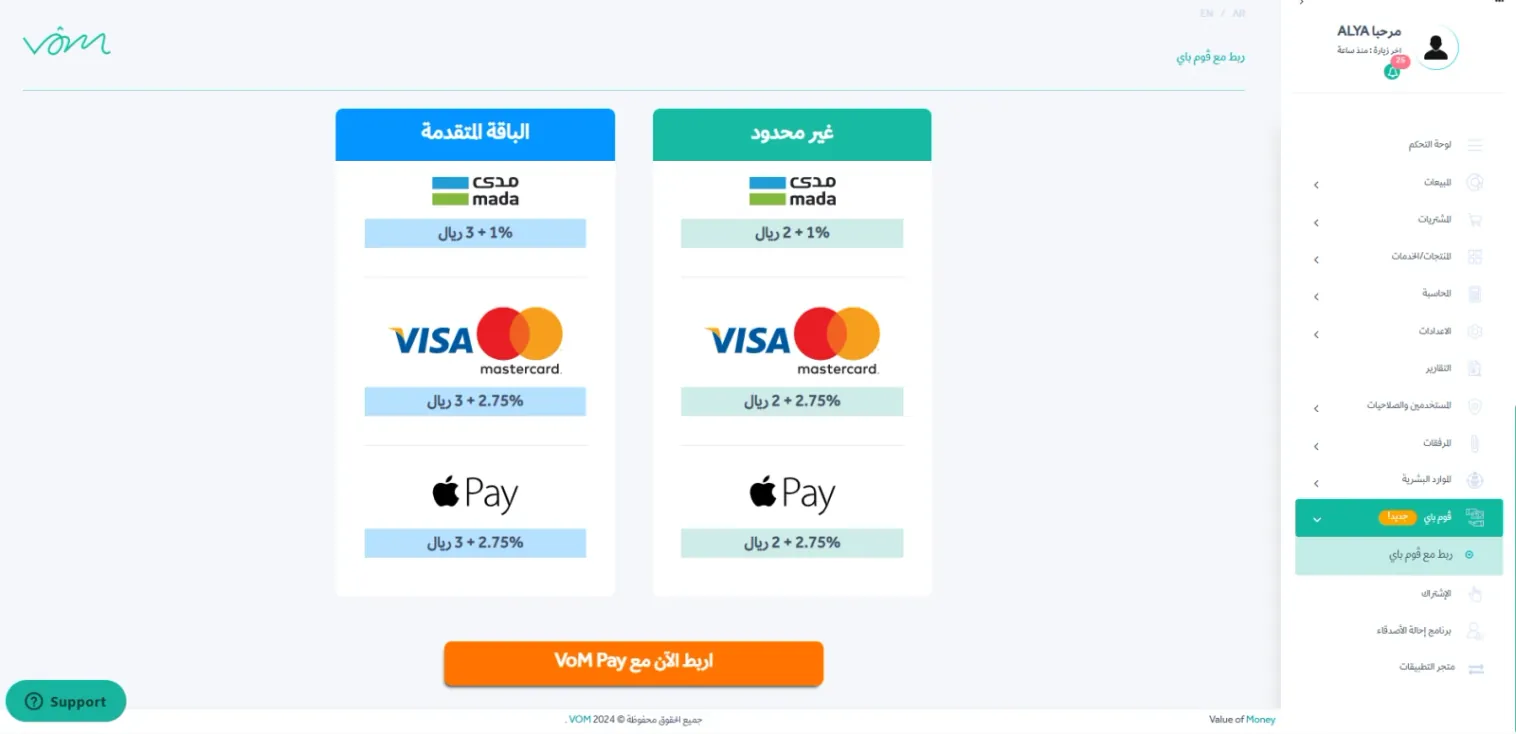 مرحبا ALYA
اخر زيارة : منذ ساعة
26
لوحة التحكم
المبيعات
المشتريات
المنتجات/الخدمات
المحاسبة
الاعدادات
التقارير
المستخدمين والصلاحيات
المرفقات
الموارد البشرية
ڤوم باي جديدا
ربط مع ڤوم باي
الإشتراك
برنامج إحالة الأصدقاء
متجر التطبيقات
EN / AR
vôm
ربط مع ڤوم باي
غير محدود
مدى
mada
1% + 2 ريال
VISA
mastercard.
2.75% + 2 ريال
Pay
2.75% + 2 ريال
الباقة المتقدمة
مدى
mada
1% + 3 ريال
VISA
mastercard.
2.75% + 3 ريال
Pay
2.75% + 3 ريال
اربط الآن مع VoM Pay
Support
جميع الحقوق محفوظة © 2024 VOM .
Value of Money